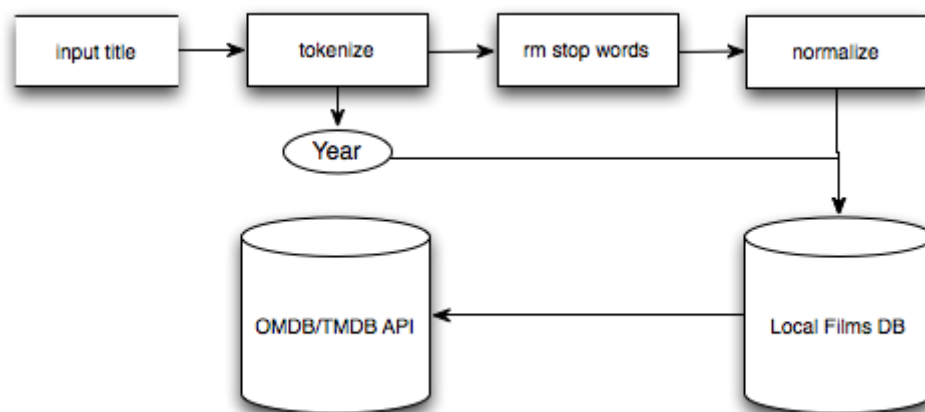 input title
tokenize
rm stop words
normalize
Year
OMDB/TMDB API
Local Films DB